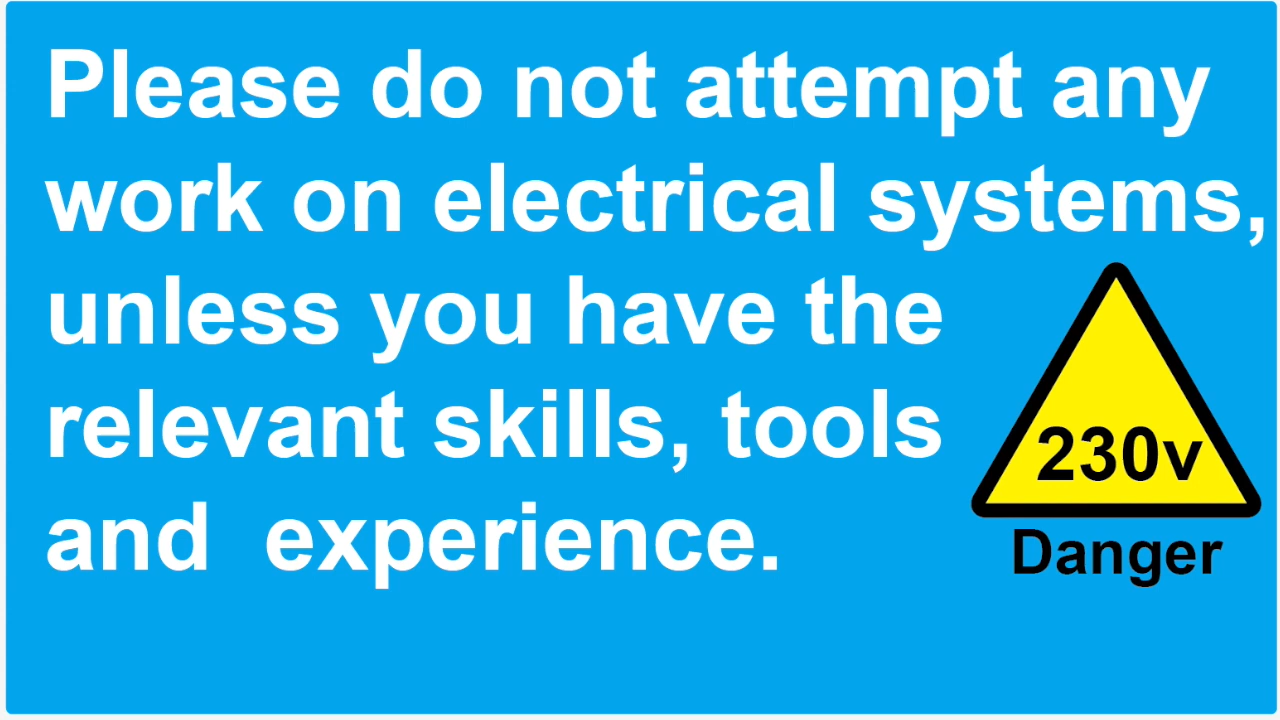 Please do not attempt any
work on electrical systems,
unless you have the
relevant skills, tools
and  experience.
230v
Danger